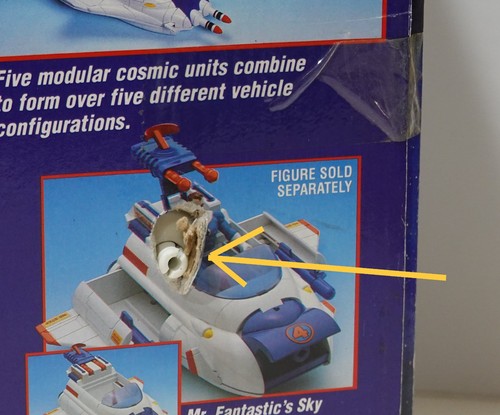 Five modular cosmic units combine
to form over five different vehicle
configurations.
FIGURE SOLD
SEPARATELY
4
Mr. Fantastic's Sky